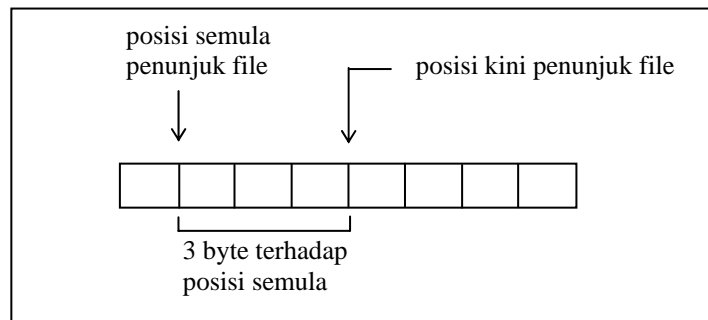 posisi semula
penunjuk file
posisi kini penunjuk file
3 byte terhadap
posisi semula